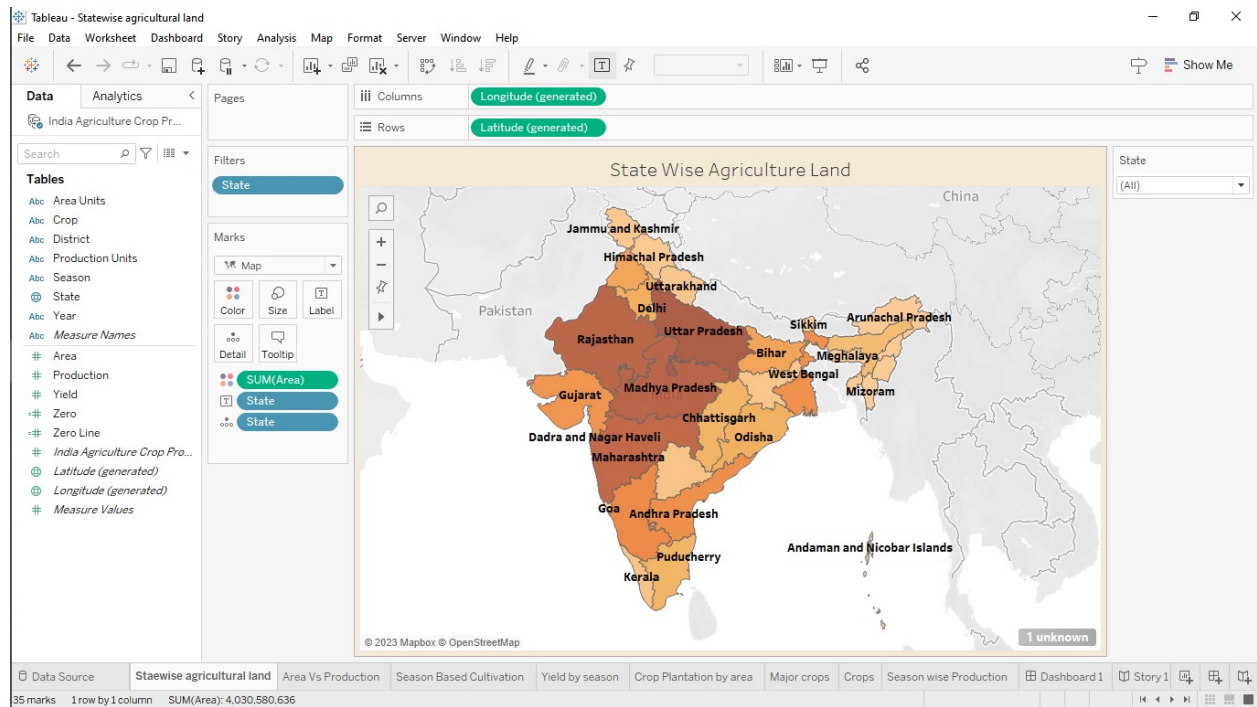 Tableau - Statewise agricultural land
File Data Worksheet Dashboard Story Analysis Map Format Server Window Help
Show Me
Data Analytics
India Agriculture Crop Pr...
Search
Tables
Abc Area Units
Abc Crop
Abc District
Abc Production Units
Abc Season
State
Abc Year
Abc Measure Names
# Area
# Production
# Yield
=# Zero
=# Zero Line
# India Agriculture Crop Pro...
Latitude (generated)
Longitude (generated)
# Measure Values
Pages
Filters
State
Marks
Map
Color Size Label
Detail Tooltip
SUM(Area)
State
State
Columns Longitude (generated)
Rows Latitude (generated)
State Wise Agriculture Land
China
Jammu and Kashmir
Himachal Pradesh
Uttarakhand
Pakistan
Delhi
Arunachal Pradesh
Sikkim
Uttar Pradesh
Rajasthan
Bihar
Meghalaya
West Bengal
Madhya Pradesh
India
Mizoram
Gujarat
Chhattisgarh
Dadra and Nagar Haveli
Odisha
Maharashtra
Goa
Andhra Pradesh
Andaman and Nicobar Islands
Puducherry
Kerala
© 2023 Mapbox © OpenStreetMap
1 unknown
State
(All)
Data Source Staewise agricultural land Area Vs Production Season Based Cultivation Yield by season Crop Plantation by area Major crops Crops Season wise Production Dashboard 1 Story 1
35 marks 1 row by 1 column SUM(Area): 4,030,580,636